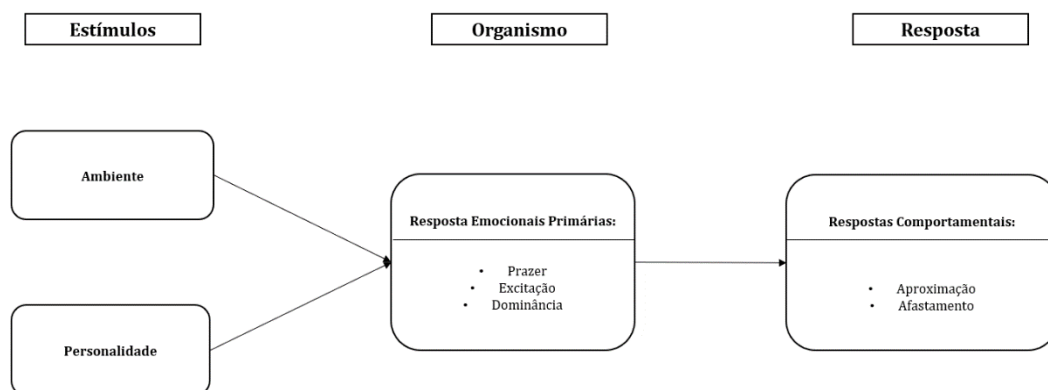 Estímulos
Organismo
Resposta
Ambiente
Personalidade
Resposta Emocionais Primárias:
• Prazer
• Excitação
• Dominância
Respostas Comportamentais:
• Aproximação
• Afastamento